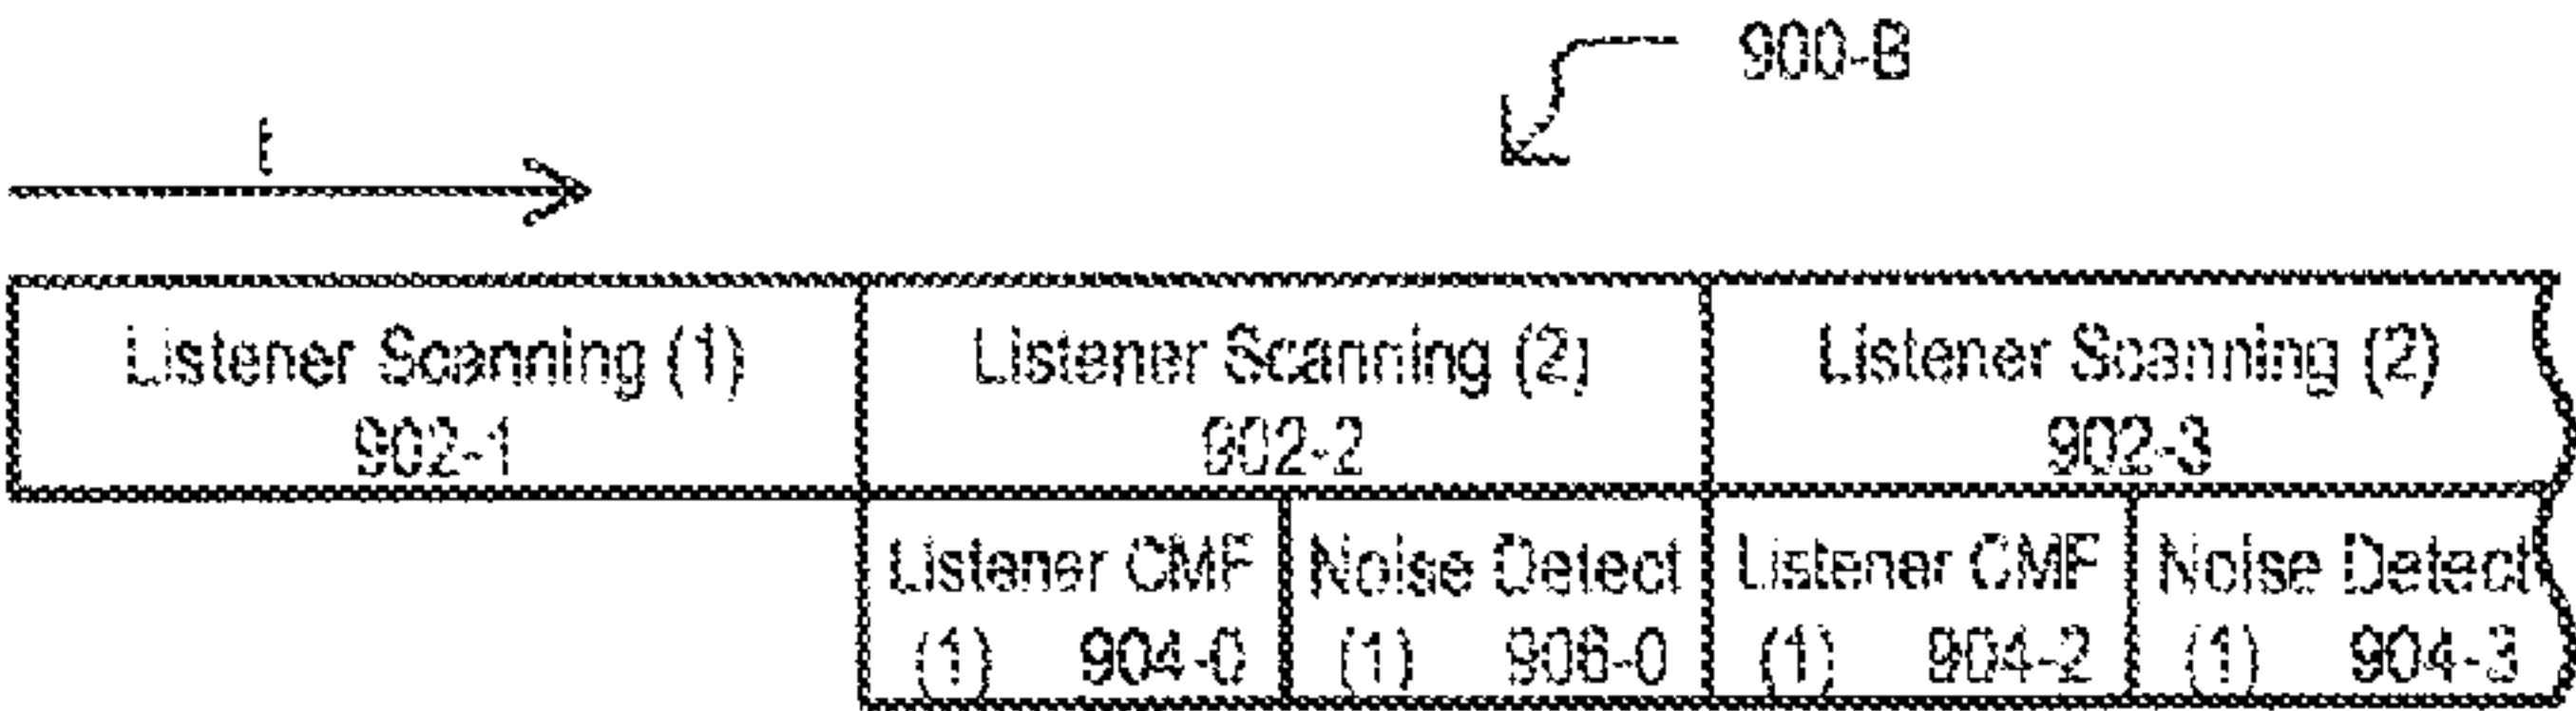 900-B
t
Listener Scanning (1)
902-1
Listener Scanning (2)
902-2
Listener Scanning (2)
902-3
Listener CMF
(1) 904-0
Noise Detect
(1) 906-0
Listener CMF
(1) 904-2
Noise Detect
(1) 904-3